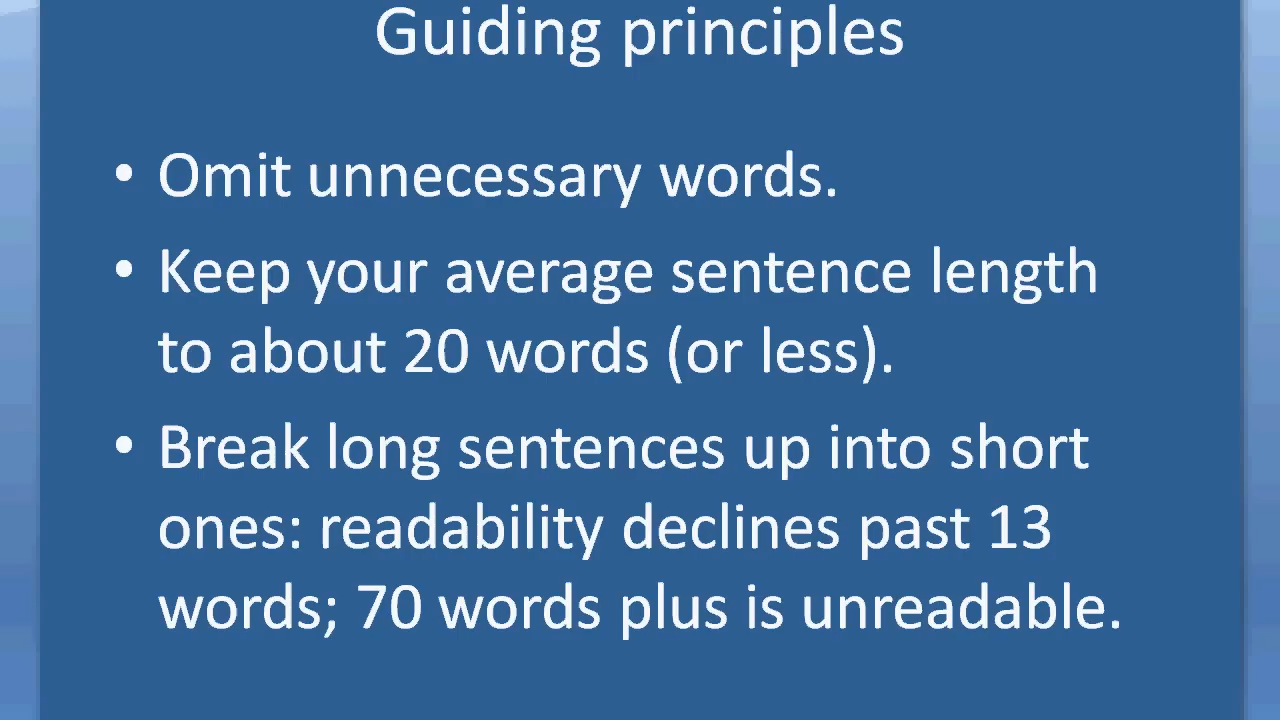 Guiding principles
• Omit unnecessary words.
• Keep your average sentence length
to about 20 words (or less).
• Break long sentences up into short
ones: readability declines past 13
words; 70 words plus is unreadable.